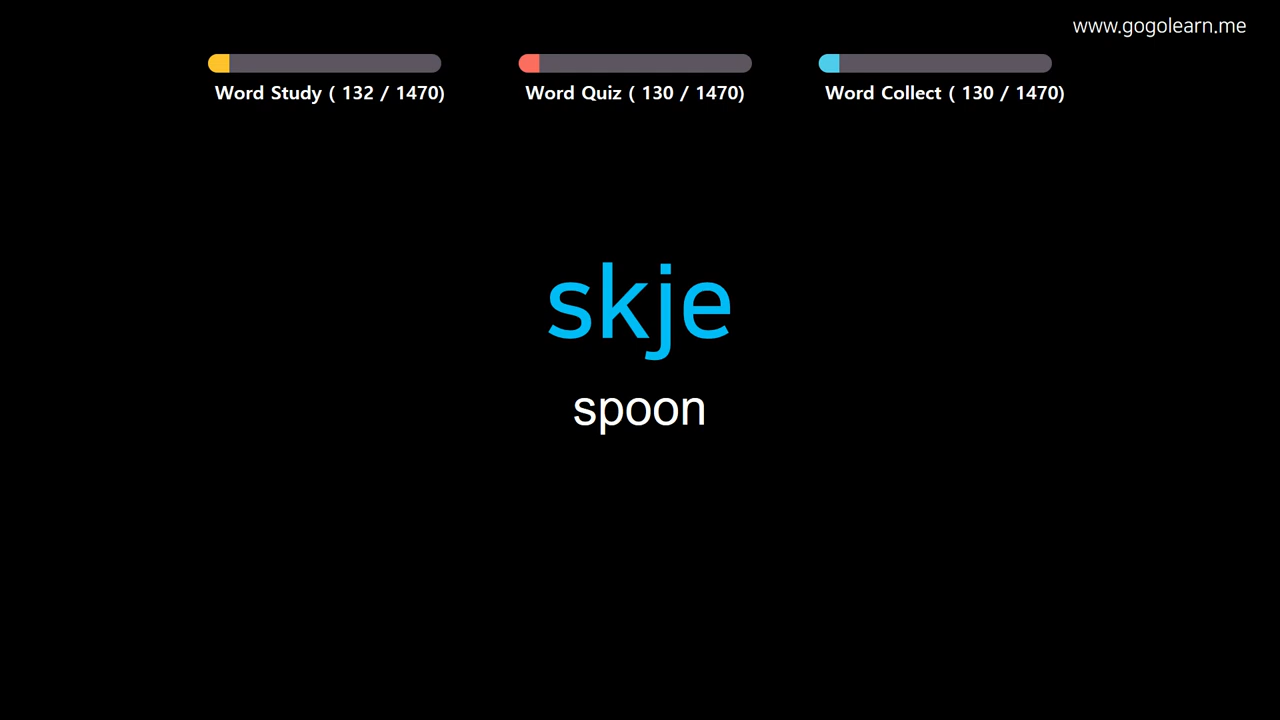 www.gogolearn.me
Word Study ( 132 / 1470)
Word Quiz ( 130 / 1470)
Word Collect ( 130 / 1470)
skje
spoon